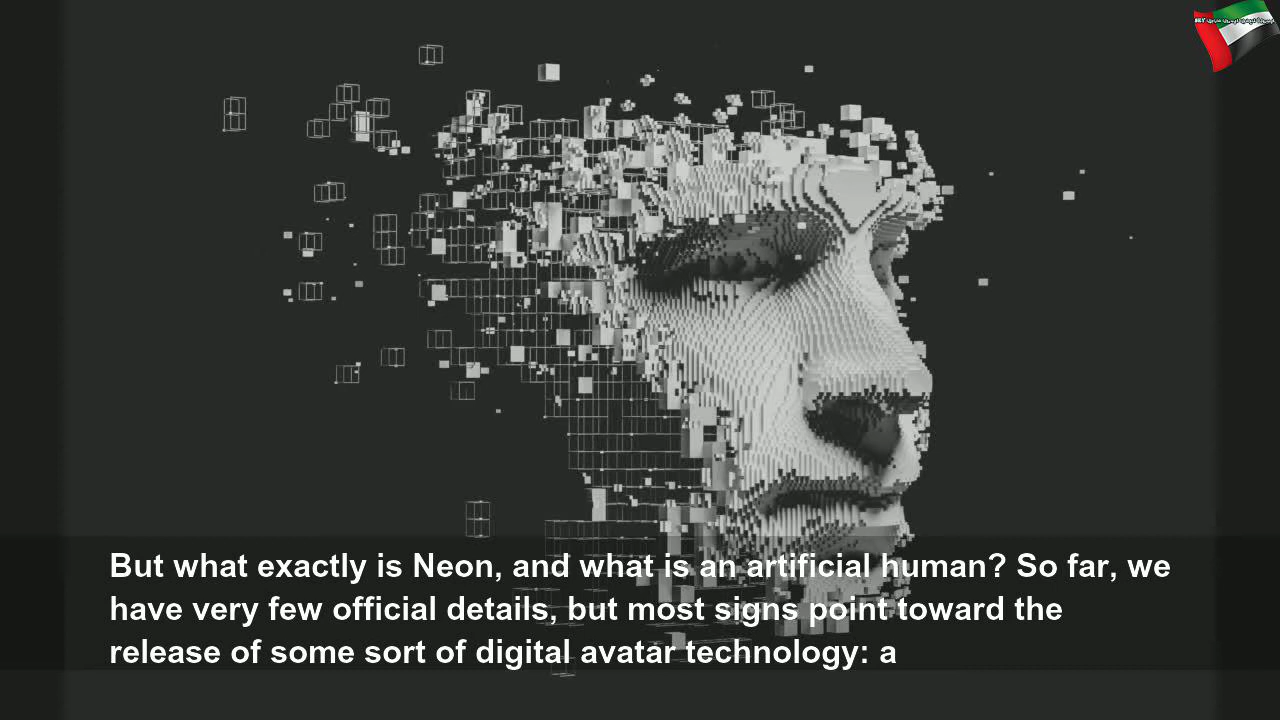 But what exactly is Neon, and what is an artificial human? So far, we
have very few official details, but most signs point toward the
release of some sort of digital avatar technology: a